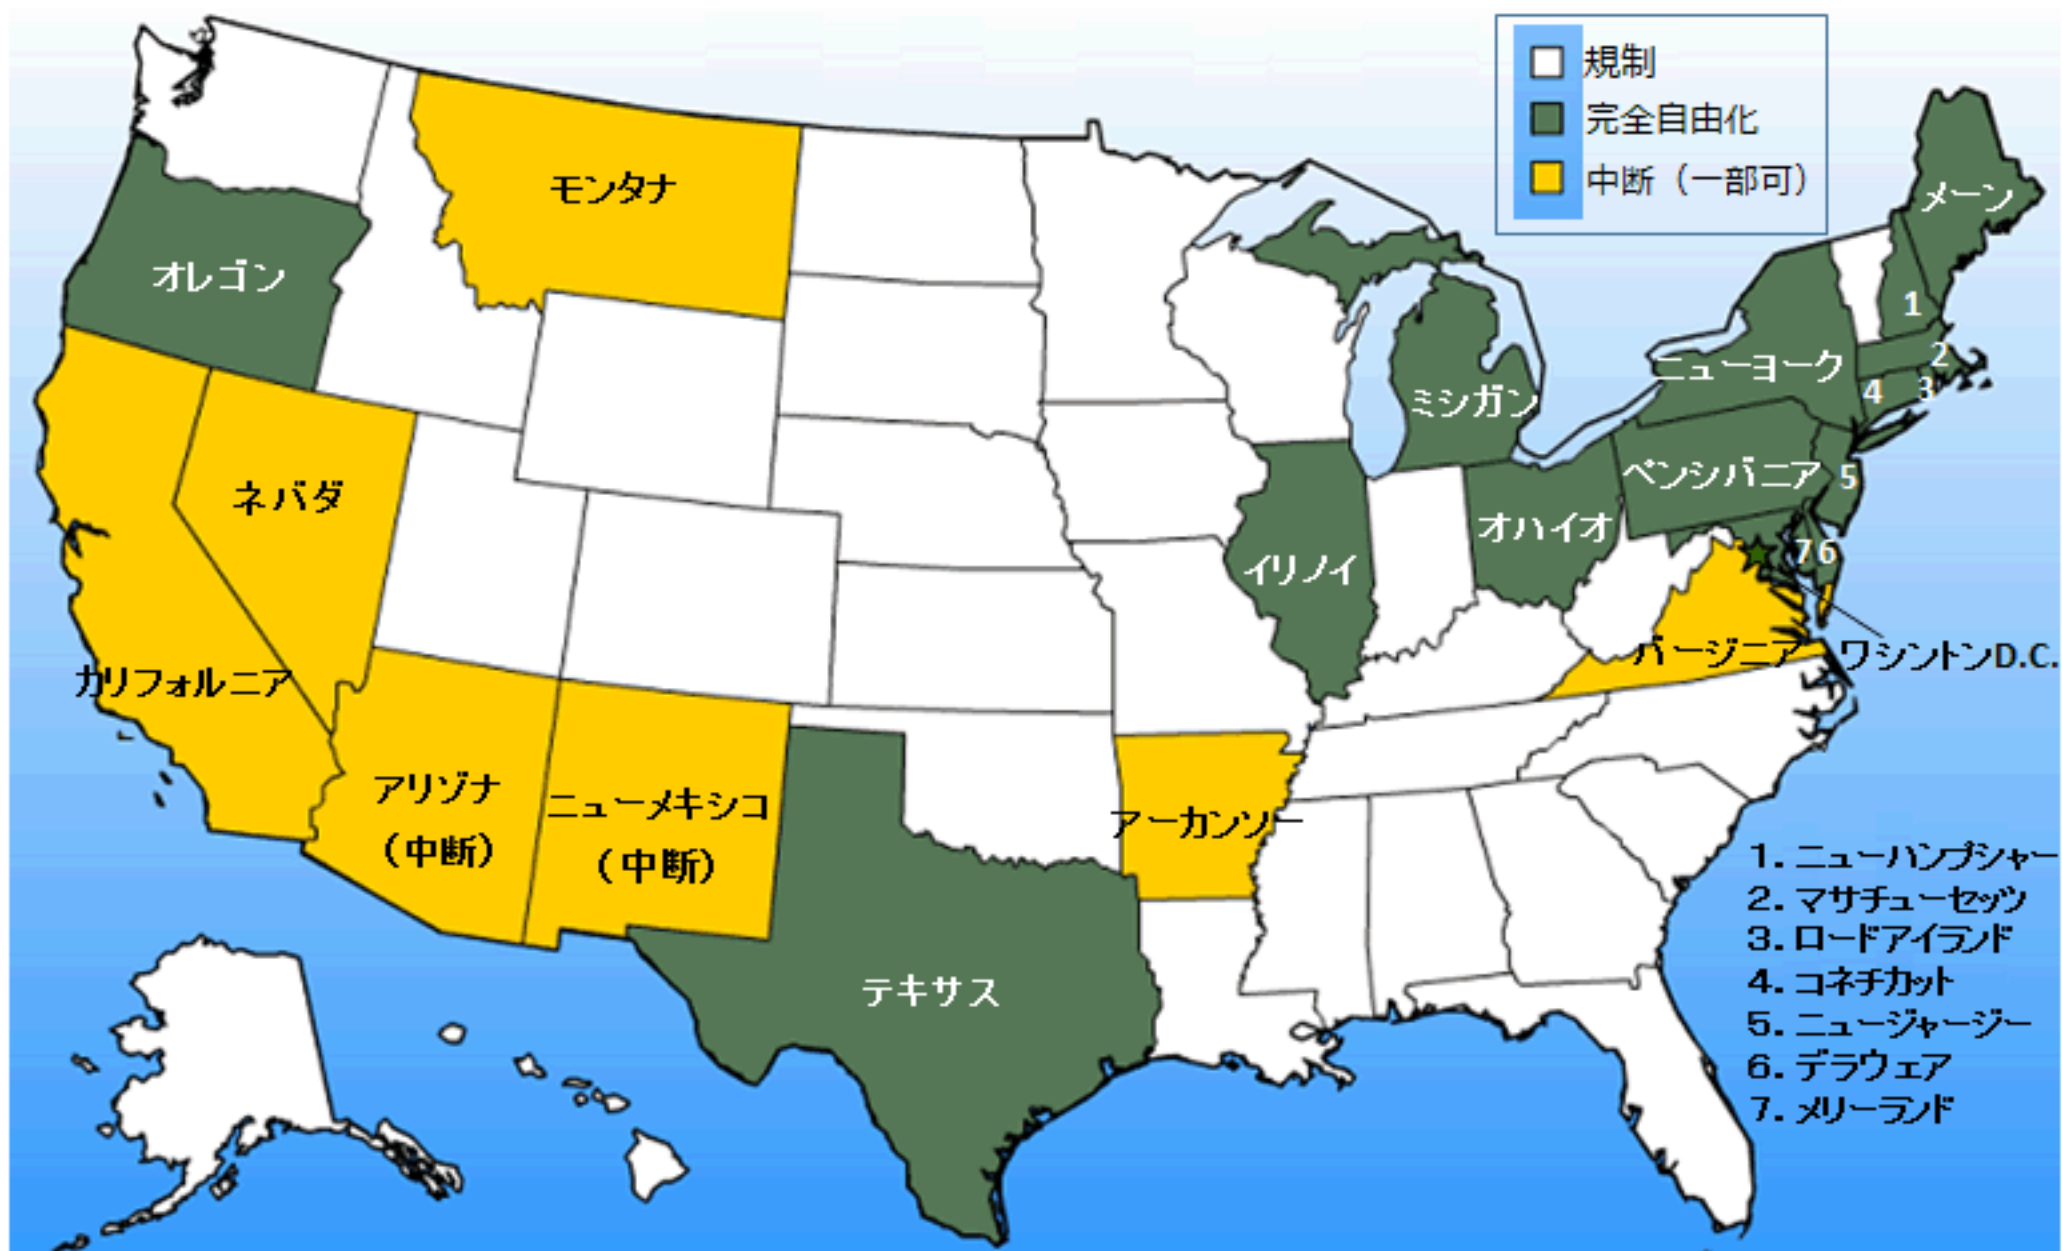 規制
完全自由化
中断（一部可）
メーン
モンタナ
オレゴン
1
2
ニューヨーク
4
3
ミシガン
ペンシバニア
5
ネバダ
オハイオ
7
6
イリノイ
バージニア
ワシントンD.C.
カリフォルニア
アリゾナ
（中断）
ニューメキシコ
（中断）
アーカンソー
テキサス
1. ニューハンプシャー
2. マサチューセッツ
3. ロードアイランド
4. コネチカット
5. ニュージャージー
6. デラウェア
7. メリーランド